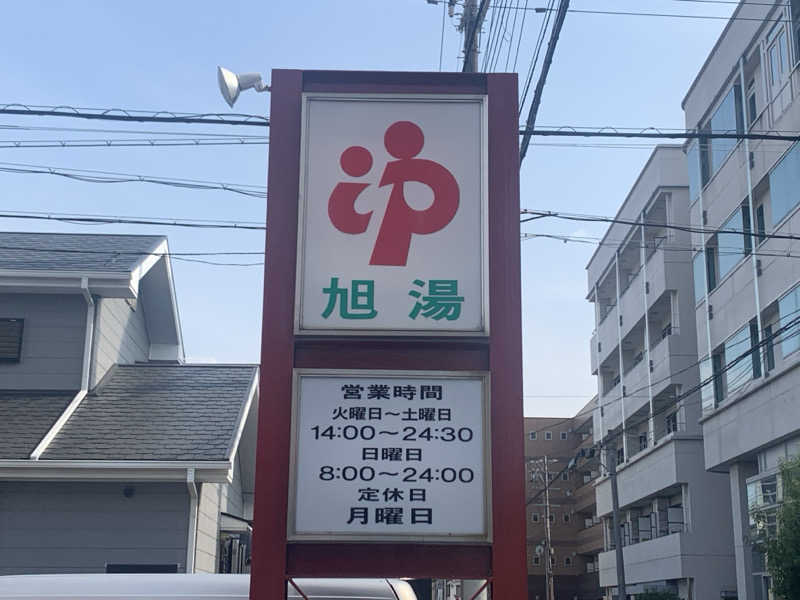 旭湯
営業時間
火曜日〜土曜日
14:00〜24:30
日曜日
8:00〜24:00
定休日
月曜日